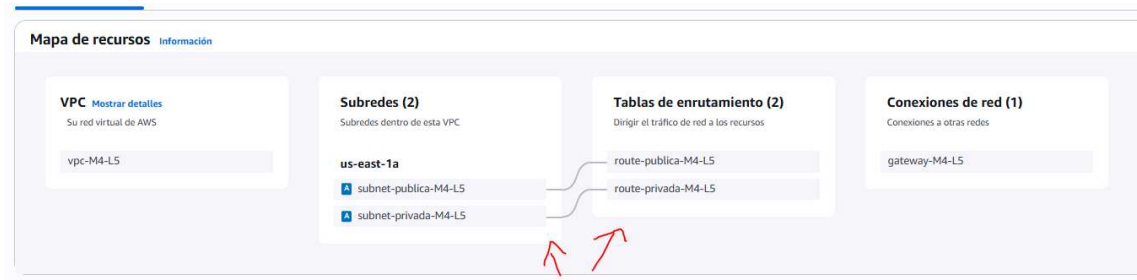 Mapa de recursos Información
VPC Mostrar detalles
Su red virtual de AWS
vpc-M4-L5
Subredes (2)
Subredes dentro de esta VPC
us-east-1a
A subnet-publica-M4-L5
A subnet-privada-M4-L5
Tablas de enrutamiento (2)
Dirigir el tráfico de red a los recursos
route-publica-M4-L5
route-privada-M4-L5
Conexiones de red (1)
Conexiones a otras redes
gateway-M4-L5